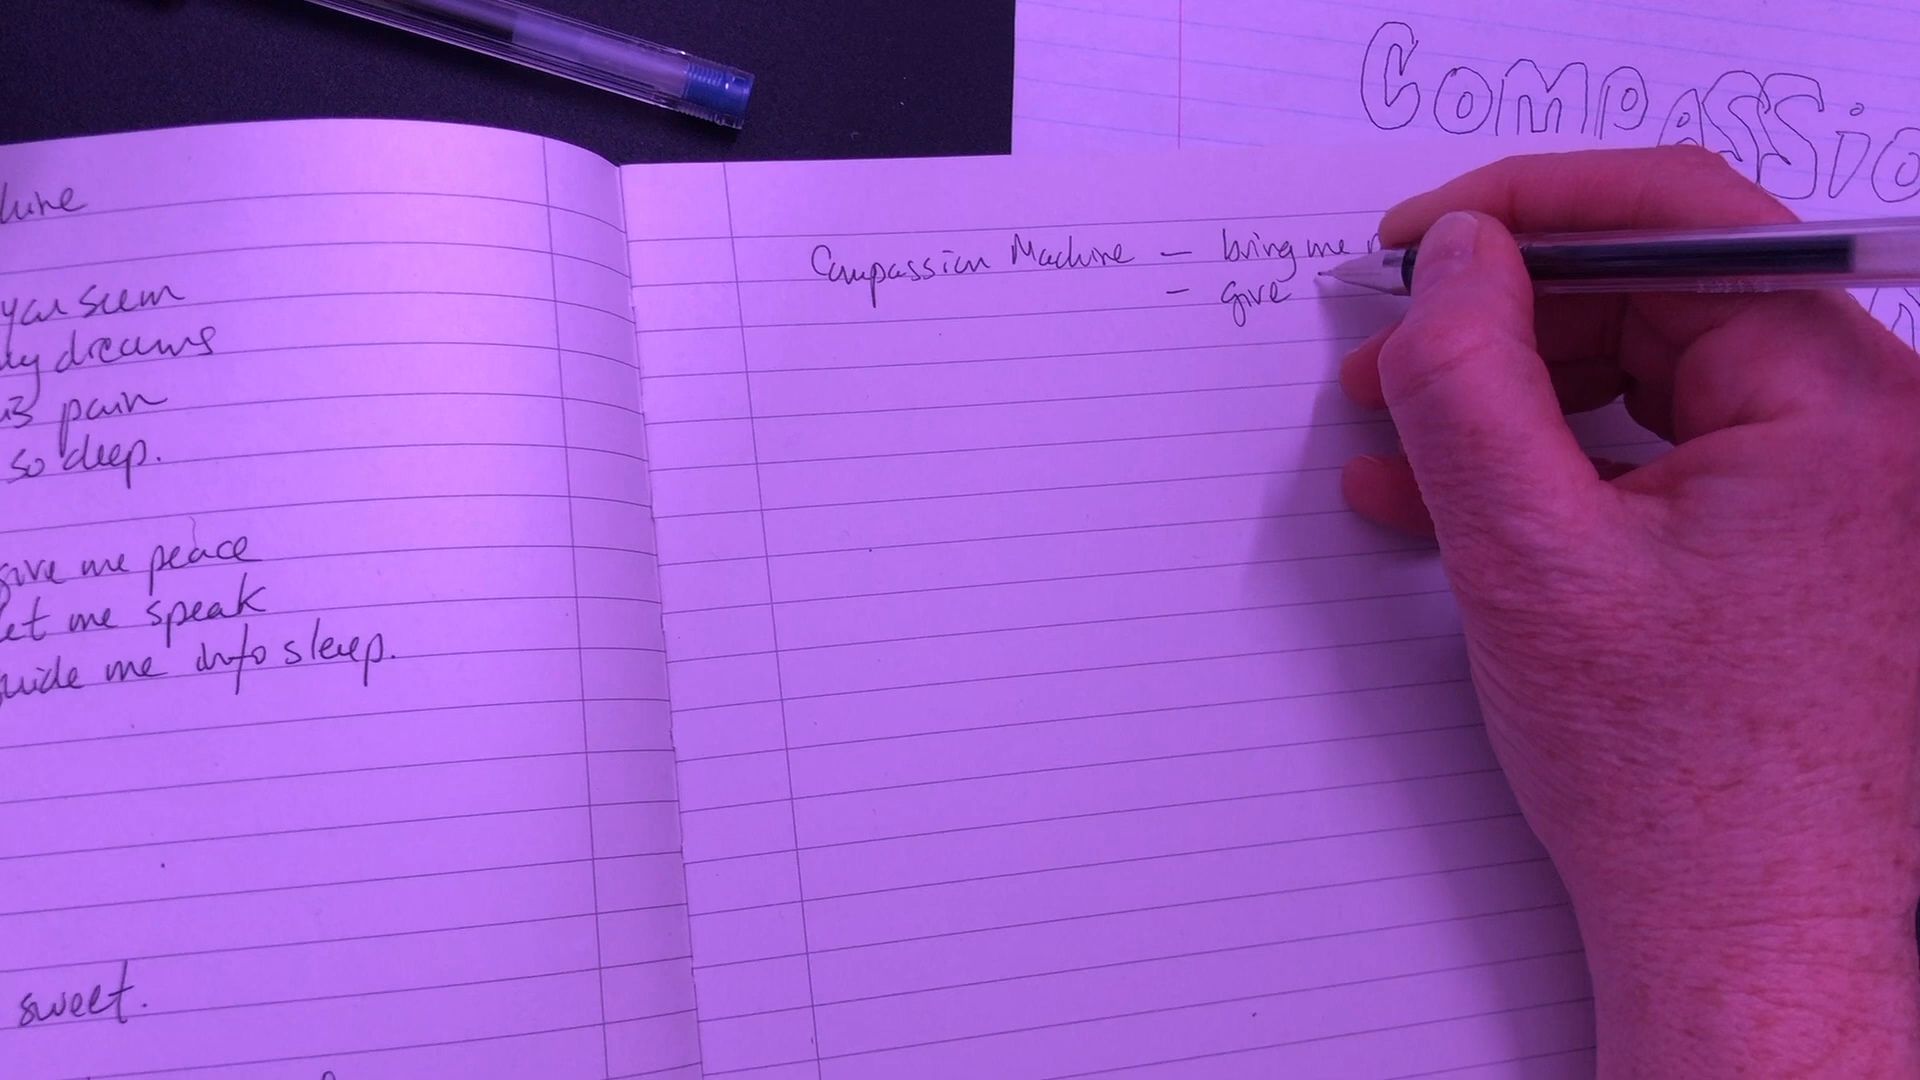 COMPASSiO
you seem
dreams
pain
so deep.
give me peace
let me speak
guide me into sleep.
sweet.
Compassion Machine – bring me
– give